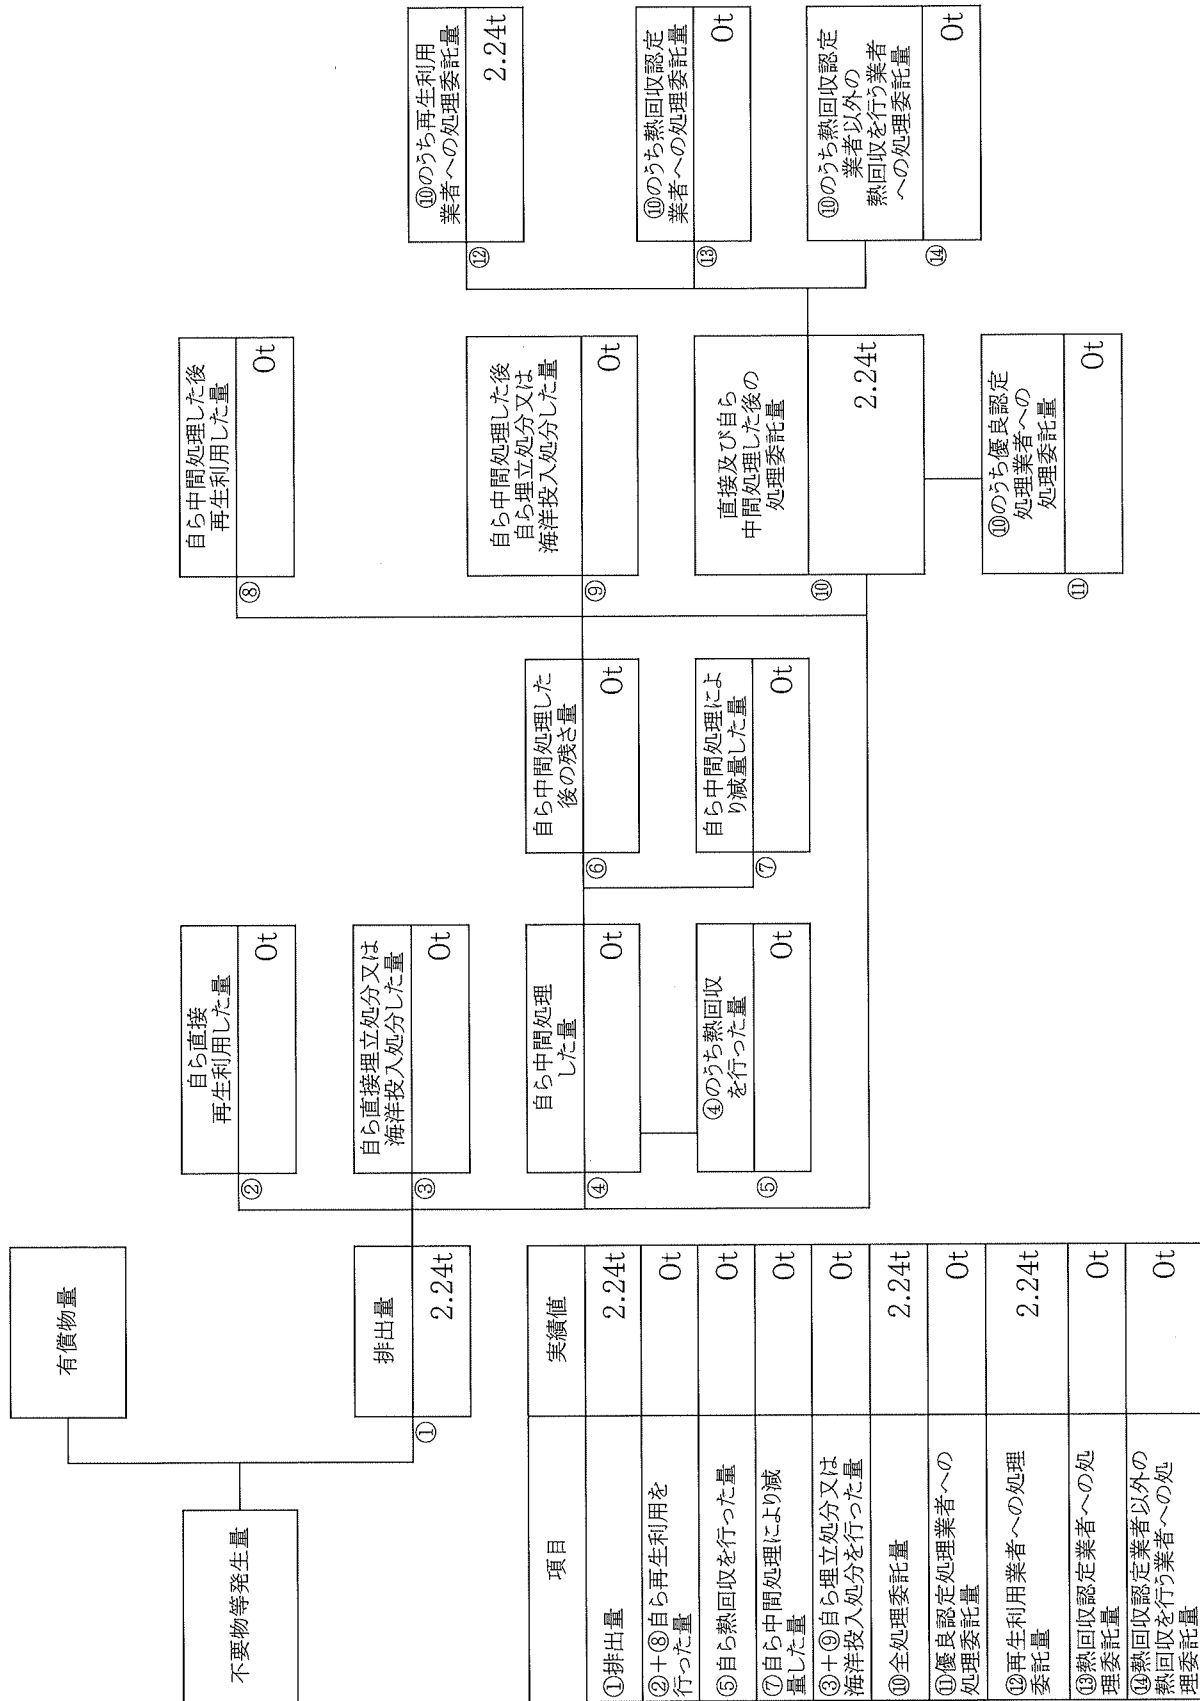 不要物等発生量
有償物量
①
排出量
2.24t
②
自ら直接
再生利用した量
0t
③
自ら直接埋立処分又は
海洋投入処分した量
0t
④
自ら中間処理
した量
0t
⑤
④のうち熱回収
を行った量
0t
⑥
自ら中間処理した
後の残さ量
0t
⑦
自ら中間処理によ
り減量した量
0t
⑧
自ら中間処理した後
再生利用した量
0t
⑨
自ら中間処理した後
自ら埋立処分又は
海洋投入処分した量
0t
⑩
直接及び自ら
中間処理した後の
処理委託量
2.24t
⑪
⑩のうち優良認定
処理業者への
処理委託量
0t
⑫
⑩のうち再生利用
業者への処理委託量
2.24t
⑬
⑩のうち熱回収認定
業者への処理委託量
0t
⑭
⑩のうち熱回収認定
業者以外の
熱回収を行う業者
への処理委託量
0t
項目 実績値
①排出量 2.24t
②+⑧自ら再生利用を
行った量 0t
⑤自ら熱回収を行った量 0t
⑦自ら中間処理により減
量した量 0t
③+⑨自ら埋立処分又は
海洋投入処分を行った量 0t
⑩全処理委託量 2.24t
⑪優良認定処理業者への
処理委託量 0t
⑫再生利用業者への処理
委託量 2.24t
⑬熱回収認定業者への処
理委託量 0t
⑭熱回収認定業者以外の
熱回収を行う業者への処
理委託量 0t